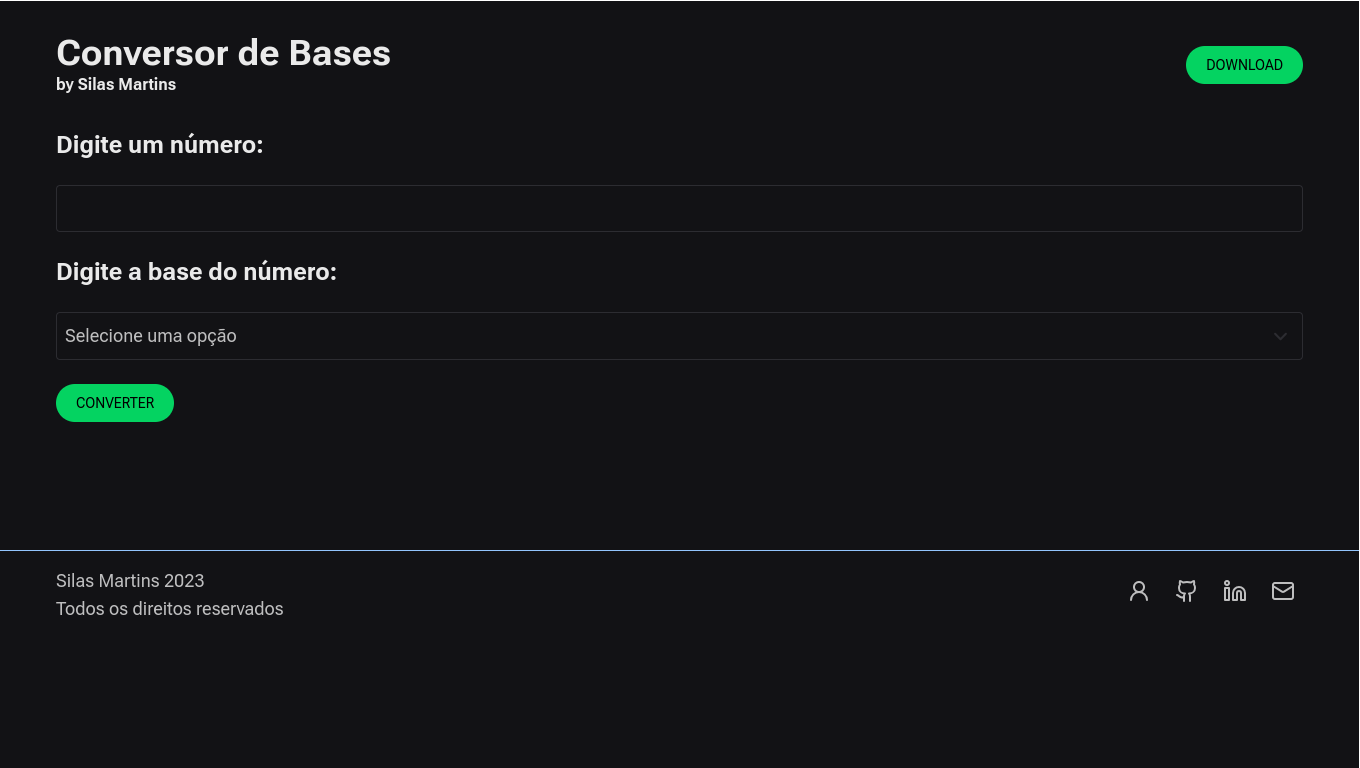 Conversor de Bases
by Silas Martins
DOWNLOAD
Digite um número:
Digite a base do número:
Selecione uma opção
CONVERTER
Silas Martins 2023
Todos os direitos reservados